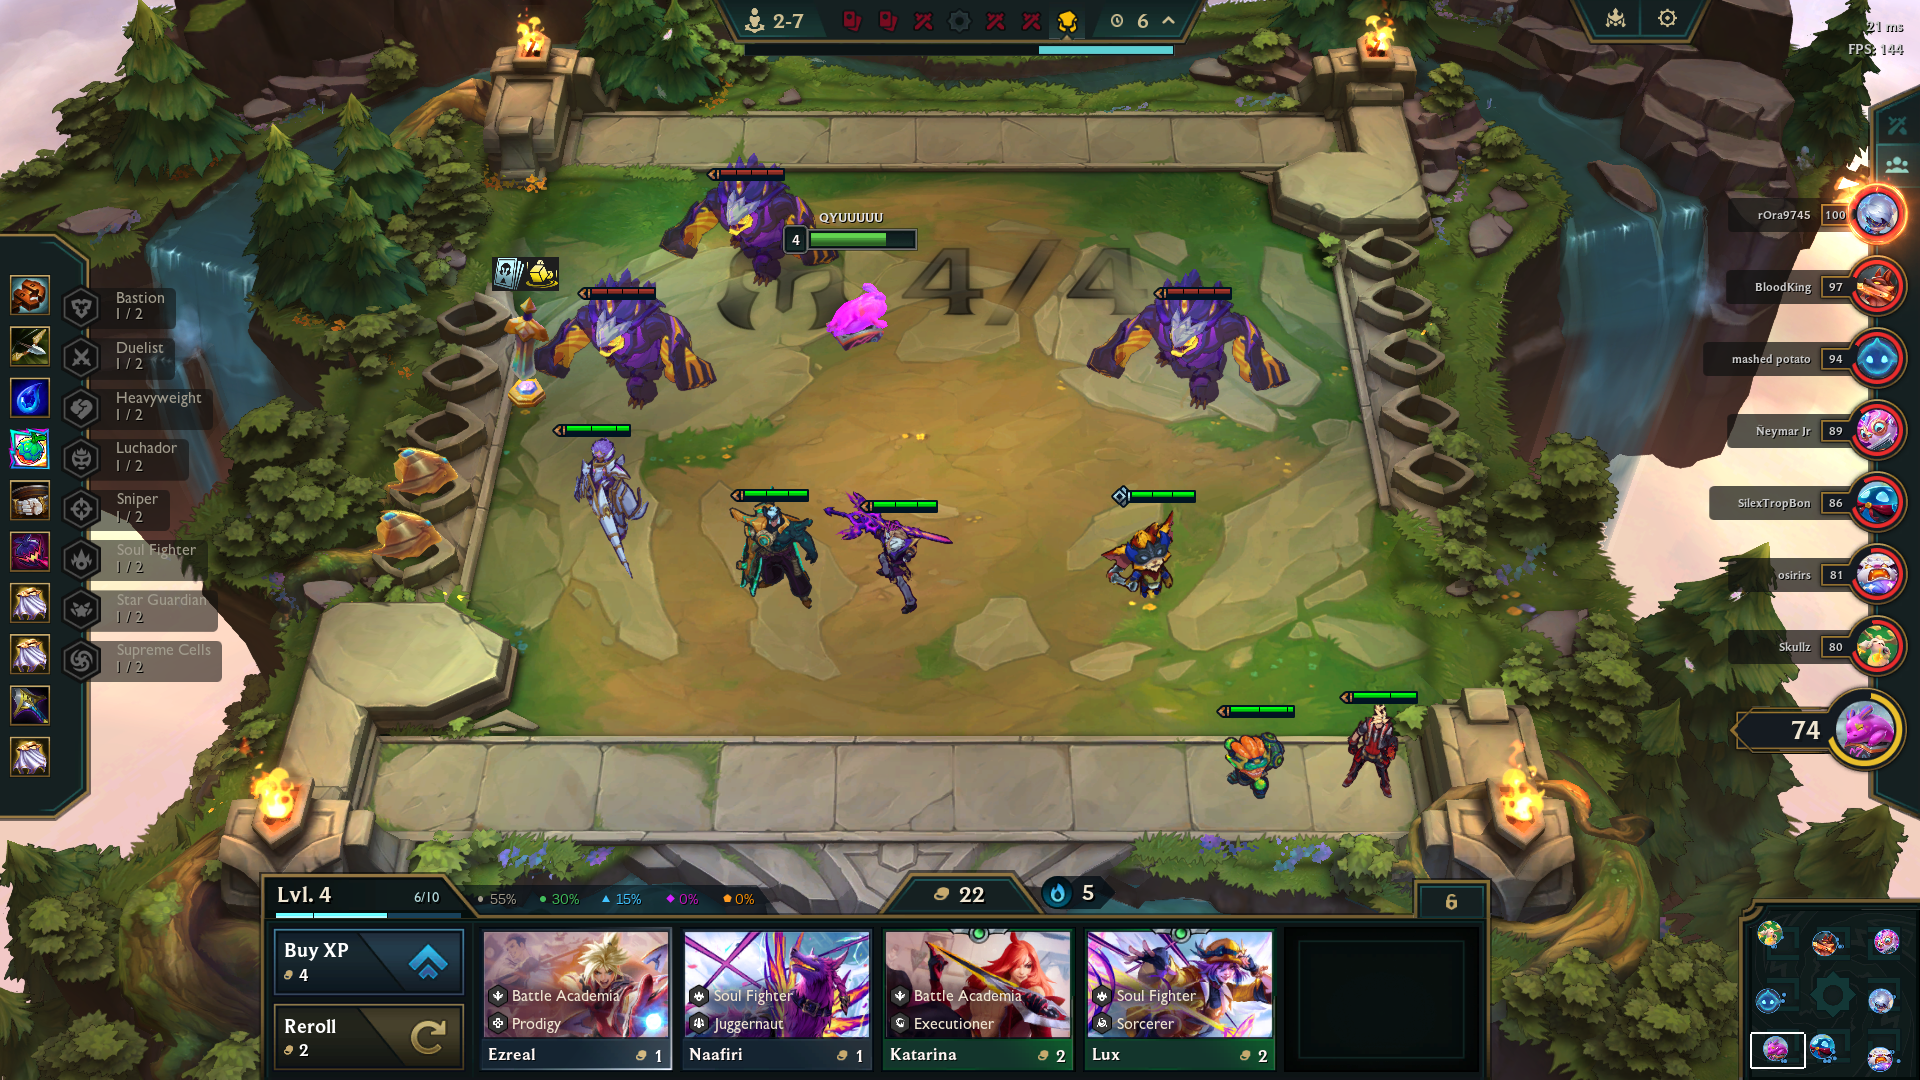 2-7
6
21 ms
FPS: 144
4/4
QYUUUUU
4
Bastion
1 / 2
Duelist
1 / 2
Heavyweight
1 / 2
Luchador
1 / 2
Sniper
1 / 2
Soul Fighter
1 / 2
Star Guardian
1 / 2
Supreme Cells
1 / 2
rOra9745 100
BloodKing 97
mashed potato 94
Neymar Jr 89
SilexTropBon 86
osirirs 81
Skullz 80
74
Lvl. 4 6/10
55% 30% 15% 0% 0%
22
5
6
Buy XP
4
Reroll
2
Battle Academia
Prodigy
Ezreal 1
Soul Fighter
Juggernaut
Naafiri 1
Battle Academia
Executioner
Katarina 2
Soul Fighter
Sorcerer
Lux 2